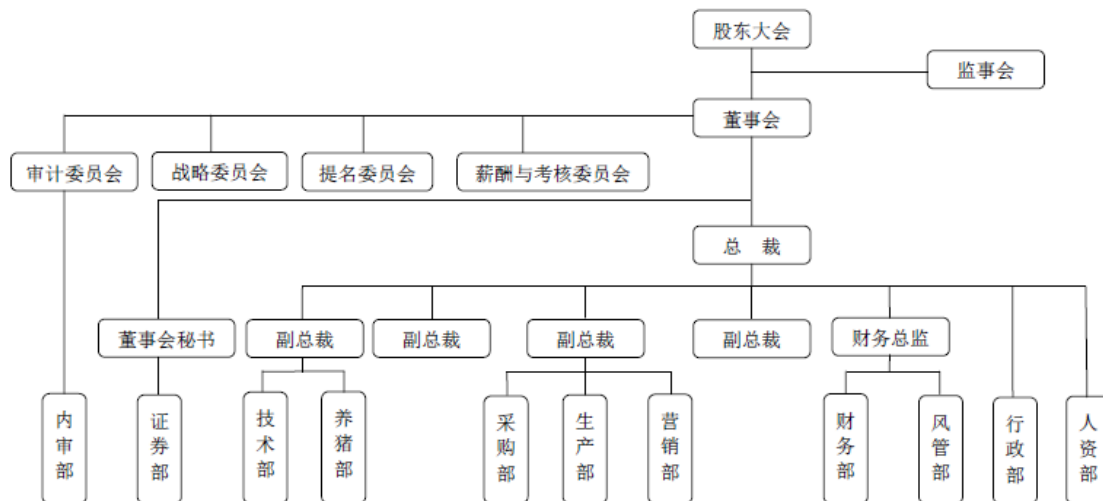 股东大会
监事会
董事会
审计委员会
战略委员会
提名委员会
薪酬与考核委员会
总 裁
董事会秘书
副总裁
副总裁
副总裁
副总裁
财务总监
内审部
证券部
技术部
养猪部
采购部
生产部
营销部
财务部
风管部
行政部
人资部